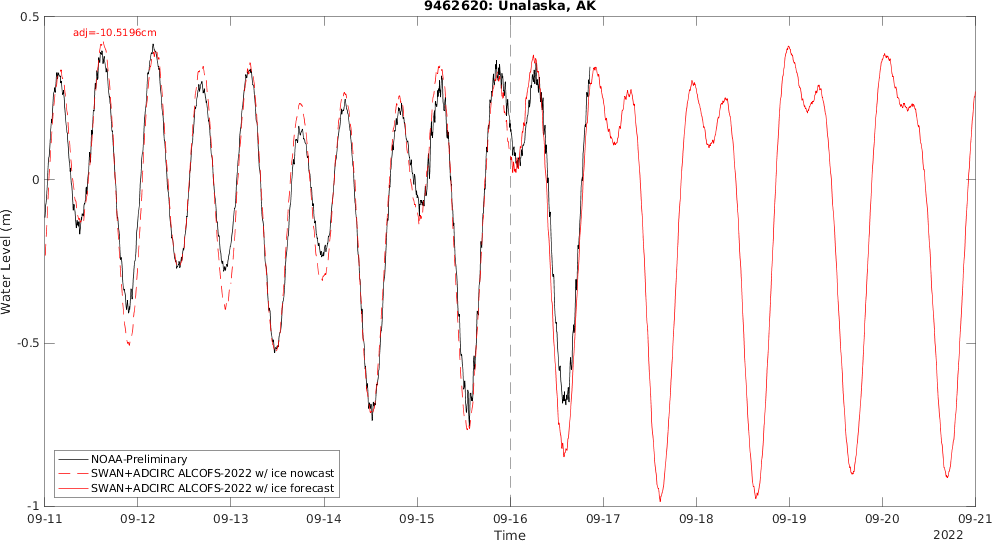 9462620: Unalaska, AK
adj=-10.5196cm
0.5
0
-0.5
-1
Water Level (m)
NOAA-Preliminary
SWAN+ADCIRC ALCOFS-2022 w/ ice nowcast
SWAN+ADCIRC ALCOFS-2022 w/ ice forecast
09-11 09-12 09-13 09-14 09-15 09-16 09-17 09-18 09-19 09-20 09-21
Time
2022